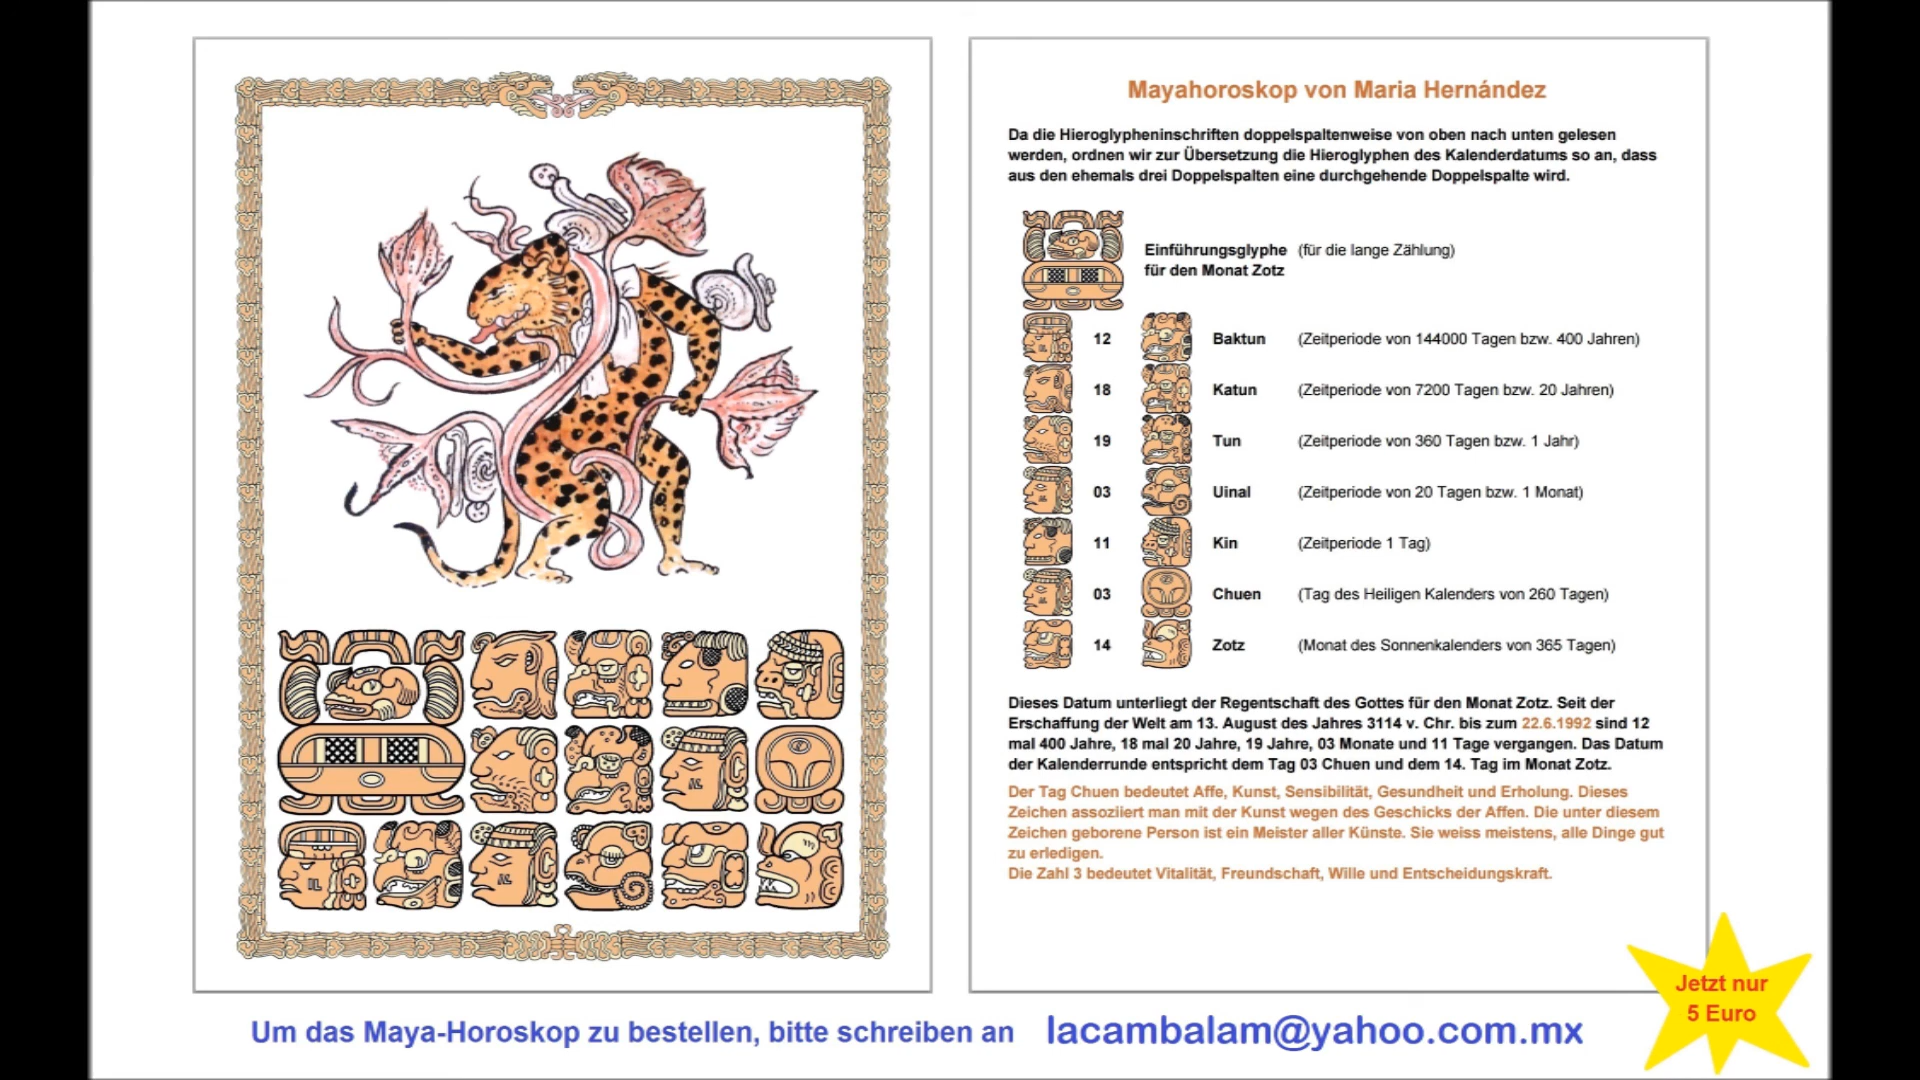 Mayahoroskop von Maria Hernández
Da die Hieroglypheninschriften doppelspaltenweise von oben nach unten gelesen
werden, ordnen wir zur Übersetzung die Hieroglyphen des Kalenderdatums so an, dass
aus den ehemals drei Doppelspalten eine durchgehende Doppelspalte wird.
Einführungsglyphe (für die lange Zählung)
für den Monat Zotz
12 Baktun (Zeitperiode von 144000 Tagen bzw. 400 Jahren)
18 Katun (Zeitperiode von 7200 Tagen bzw. 20 Jahren)
19 Tun (Zeitperiode von 360 Tagen bzw. 1 Jahr)
03 Uinal (Zeitperiode von 20 Tagen bzw. 1 Monat)
11 Kin (Zeitperiode 1 Tag)
03 Chuen (Tag des Heiligen Kalenders von 260 Tagen)
14 Zotz (Monat des Sonnenkalenders von 365 Tagen)
Dieses Datum unterliegt der Regentschaft des Gottes für den Monat Zotz. Seit der
Erschaffung der Welt am 13. August des Jahres 3114 v. Chr. bis zum 22.6.1992 sind 12
mal 400 Jahre, 18 mal 20 Jahre, 19 Jahre, 03 Monate und 11 Tage vergangen. Das Datum
der Kalenderrunde entspricht dem Tag 03 Chuen und dem 14. Tag im Monat Zotz.
Der Tag Chuen bedeutet Affe, Kunst, Sensibilität, Gesundheit und Erholung. Dieses
Zeichen assoziiert man mit der Kunst wegen des Geschicks der Affen. Die unter diesem
Zeichen geborene Person ist ein Meister aller Künste. Sie weiss meistens, alle Dinge gut
zu erledigen.
Die Zahl 3 bedeutet Vitalität, Freundschaft, Wille und Entscheidungskraft.
Jetzt nur
5 Euro
Um das Maya-Horoskop zu bestellen, bitte schreiben an lacambalam@yahoo.com.mx